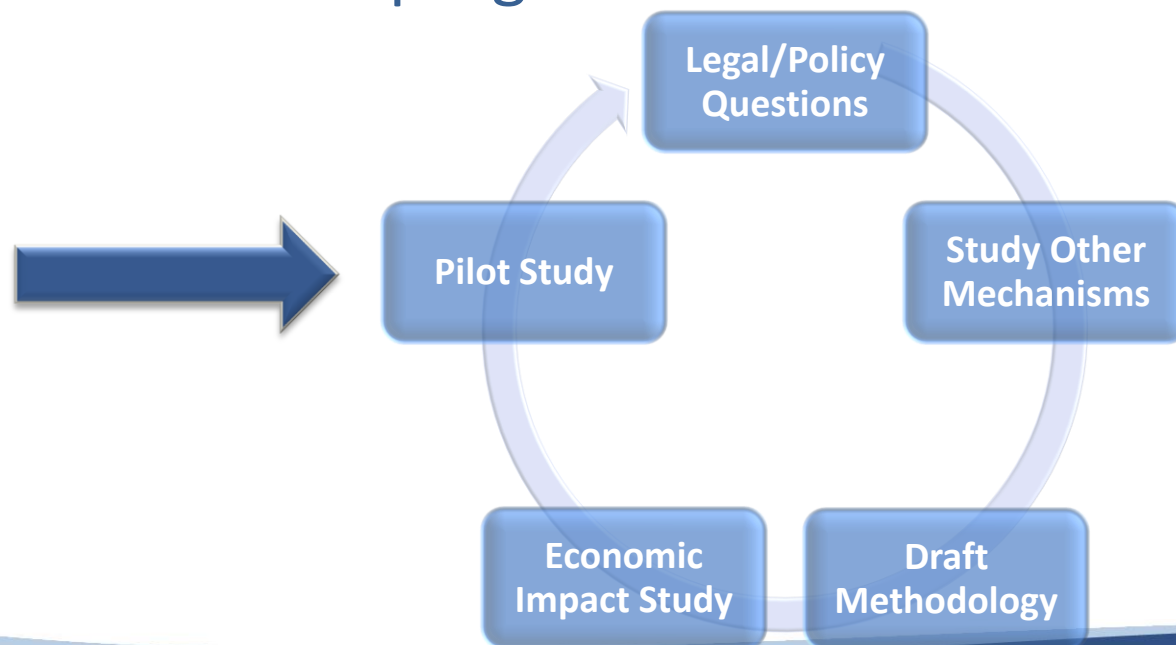 Legal/Policy
Questions
Study Other
Mechanisms
Draft
Methodology
Economic
Impact Study
Pilot Study